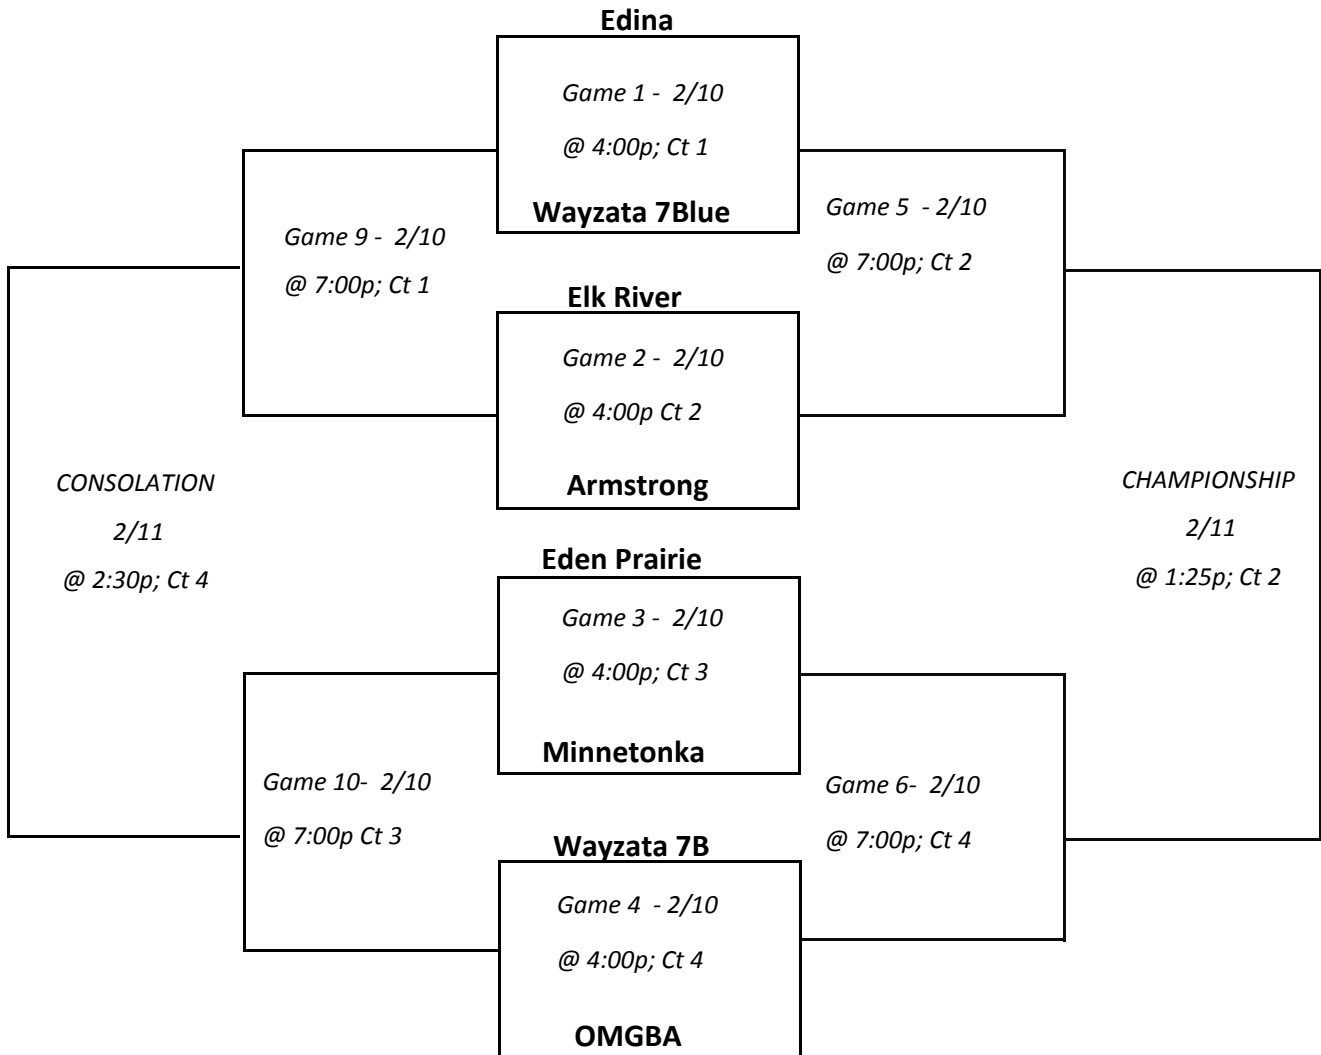 Edina
Game 1 -  2/10
@ 4:00p; Ct 1
Wayzata 7Blue
Game 5  - 2/10
@ 7:00p; Ct 2
Game 9 -  2/10
@ 7:00p; Ct 1
Elk River
Game 2 -  2/10
@ 4:00p Ct 2
Armstrong
CONSOLATION
2/11
@ 2:30p; Ct 4
CHAMPIONSHIP
2/11
@ 1:25p; Ct 2
Eden Prairie
Game 3 -  2/10
@ 4:00p; Ct 3
Minnetonka
Game 10-  2/10
@ 7:00p Ct 3
Game 6-  2/10
@ 7:00p; Ct 4
Wayzata 7B
Game 4  - 2/10
@ 4:00p; Ct 4
OMGBA